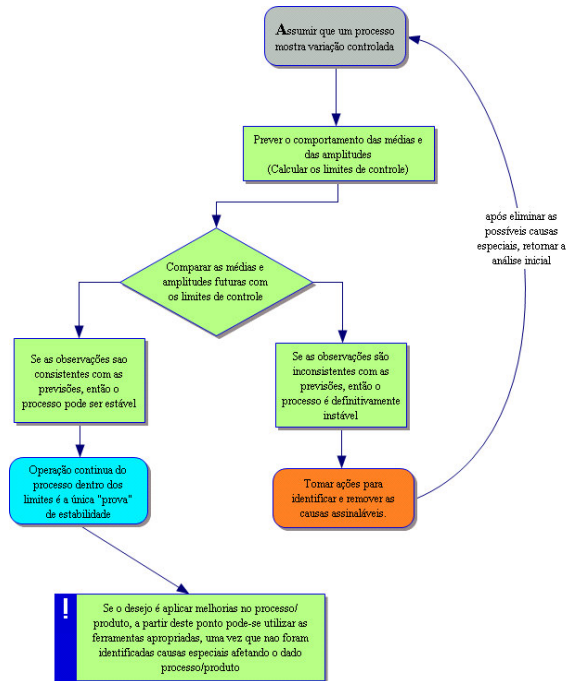 Assumir que um processo
mostra variação controlada
Prever o comportamento das médias e
das amplitudes
(Calcular os limites de controle)
Comparar as médias e
amplitudes futuras com
os limites de controle
após eliminar as
possíveis causas
especiais, retornar a
análise inicial
Se as observações sao
consistentes com as
previsões, então o
processo pode ser estável
Se as observações são
inconsistentes com as
previsões, então o
processo é definitivamente
instável
Operação continua do
processo dentro dos
limites é a única "prova"
de estabilidade
Tomar ações para
identificar e remover as
causas assinaláveis.
!
Se o desejo é aplicar melhorias no processo/
produto, a partir deste ponto pode-se utilizar as
ferramentas apropriadas, uma vez que nao foram
identificadas causas especiais afetando o dado
processo/produto